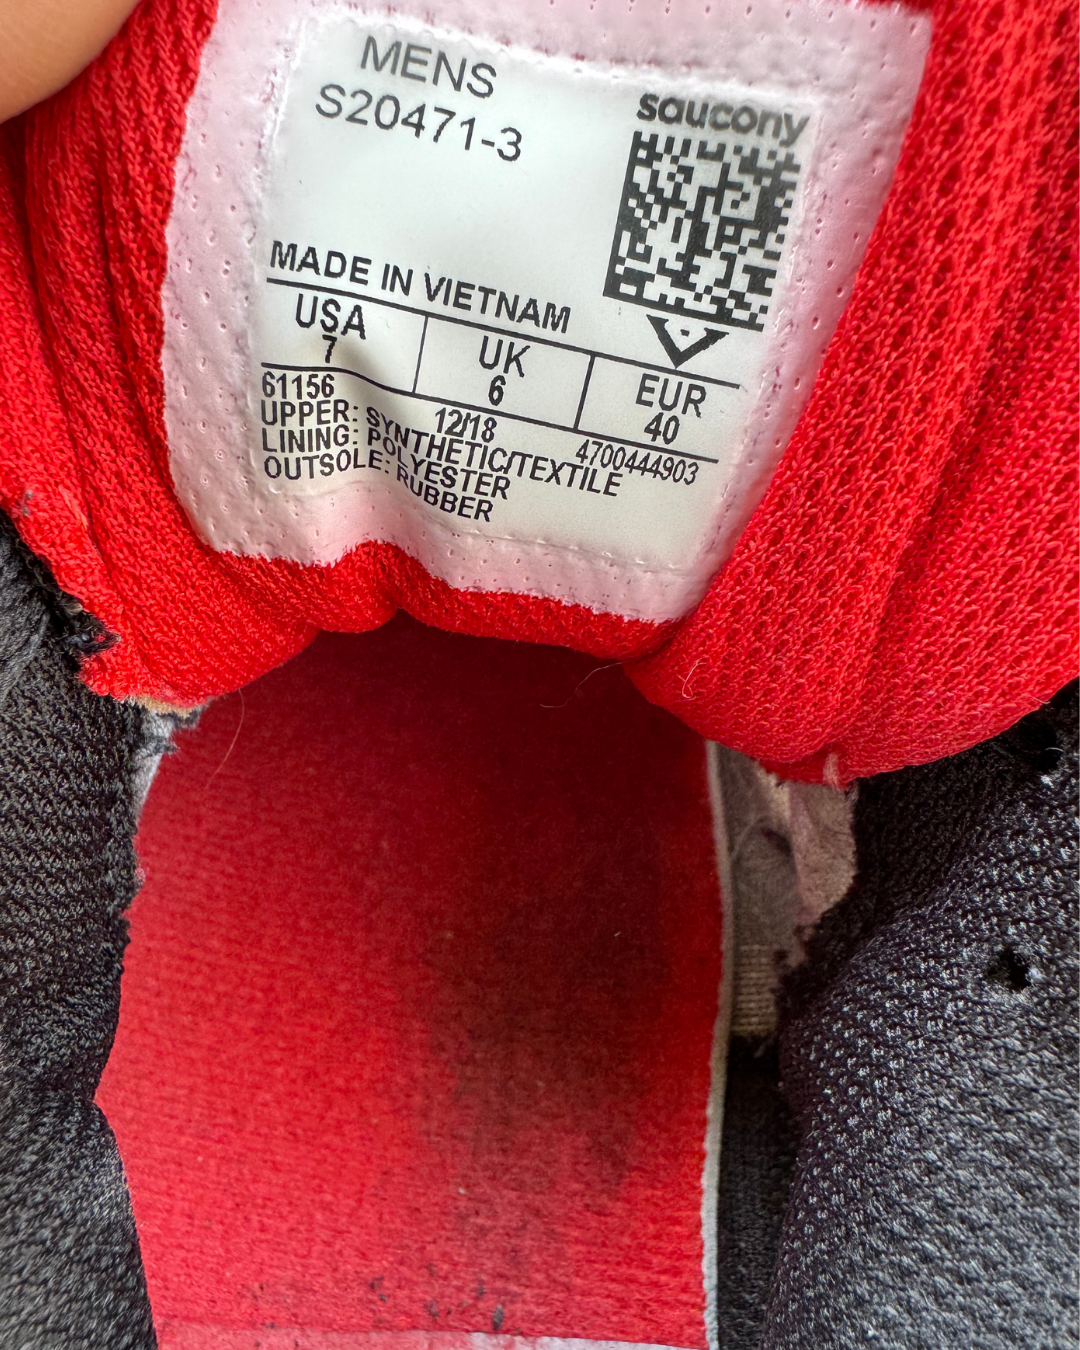 MENS
S20471-3
saucony
MADE IN VIETNAM
USA UK EUR
7 6 40
61156 12/18 4700444903
UPPER: SYNTHETIC/TEXTILE
LINING: POLYESTER
OUTSOLE: RUBBER